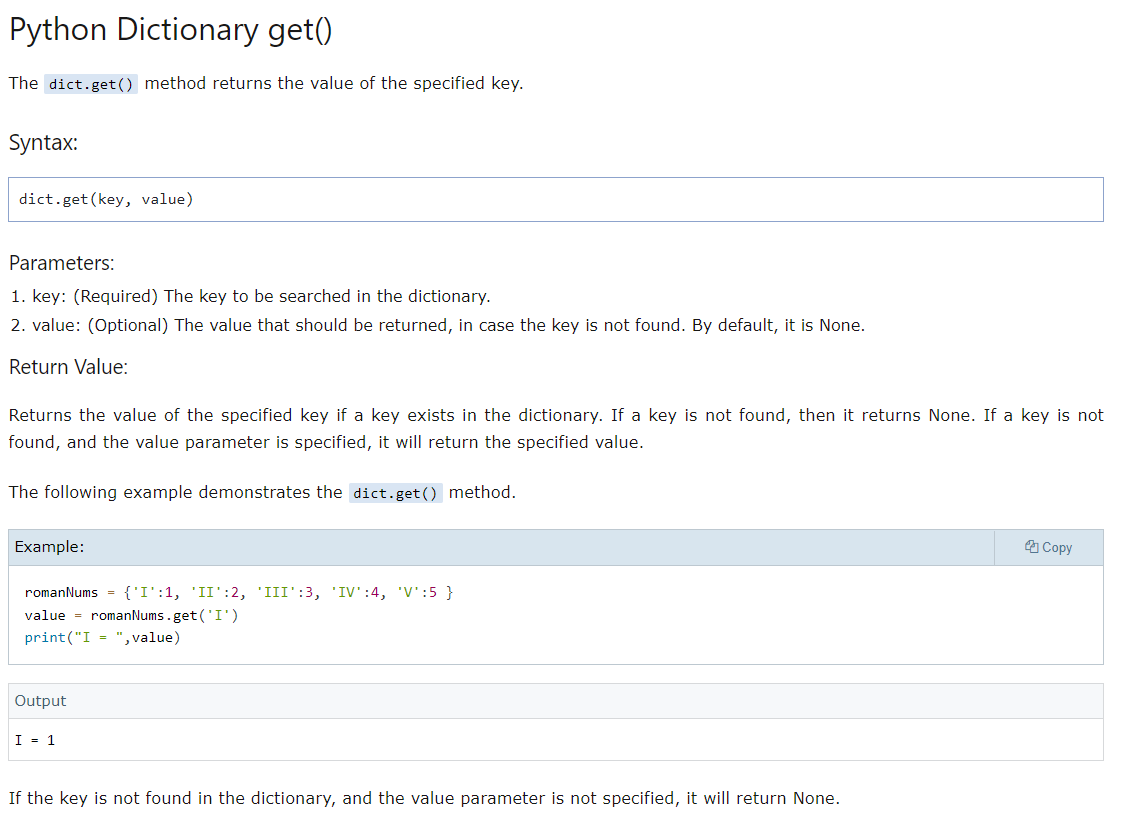 Python Dictionary get()
The dict.get() method returns the value of the specified key.
Syntax:
dict.get(key, value)
Parameters:
1. key: (Required) The key to be searched in the dictionary.
2. value: (Optional) The value that should be returned, in case the key is not found. By default, it is None.
Return Value:
Returns the value of the specified key if a key exists in the dictionary. If a key is not found, then it returns None. If a key is not
found, and the value parameter is specified, it will return the specified value.
The following example demonstrates the dict.get() method.
Example: Copy
romanNums = {'I':1, 'II':2, 'III':3, 'IV':4, 'V':5 }
value = romanNums.get('I')
print("I = ",value)
Output
I = 1
If the key is not found in the dictionary, and the value parameter is not specified, it will return None.